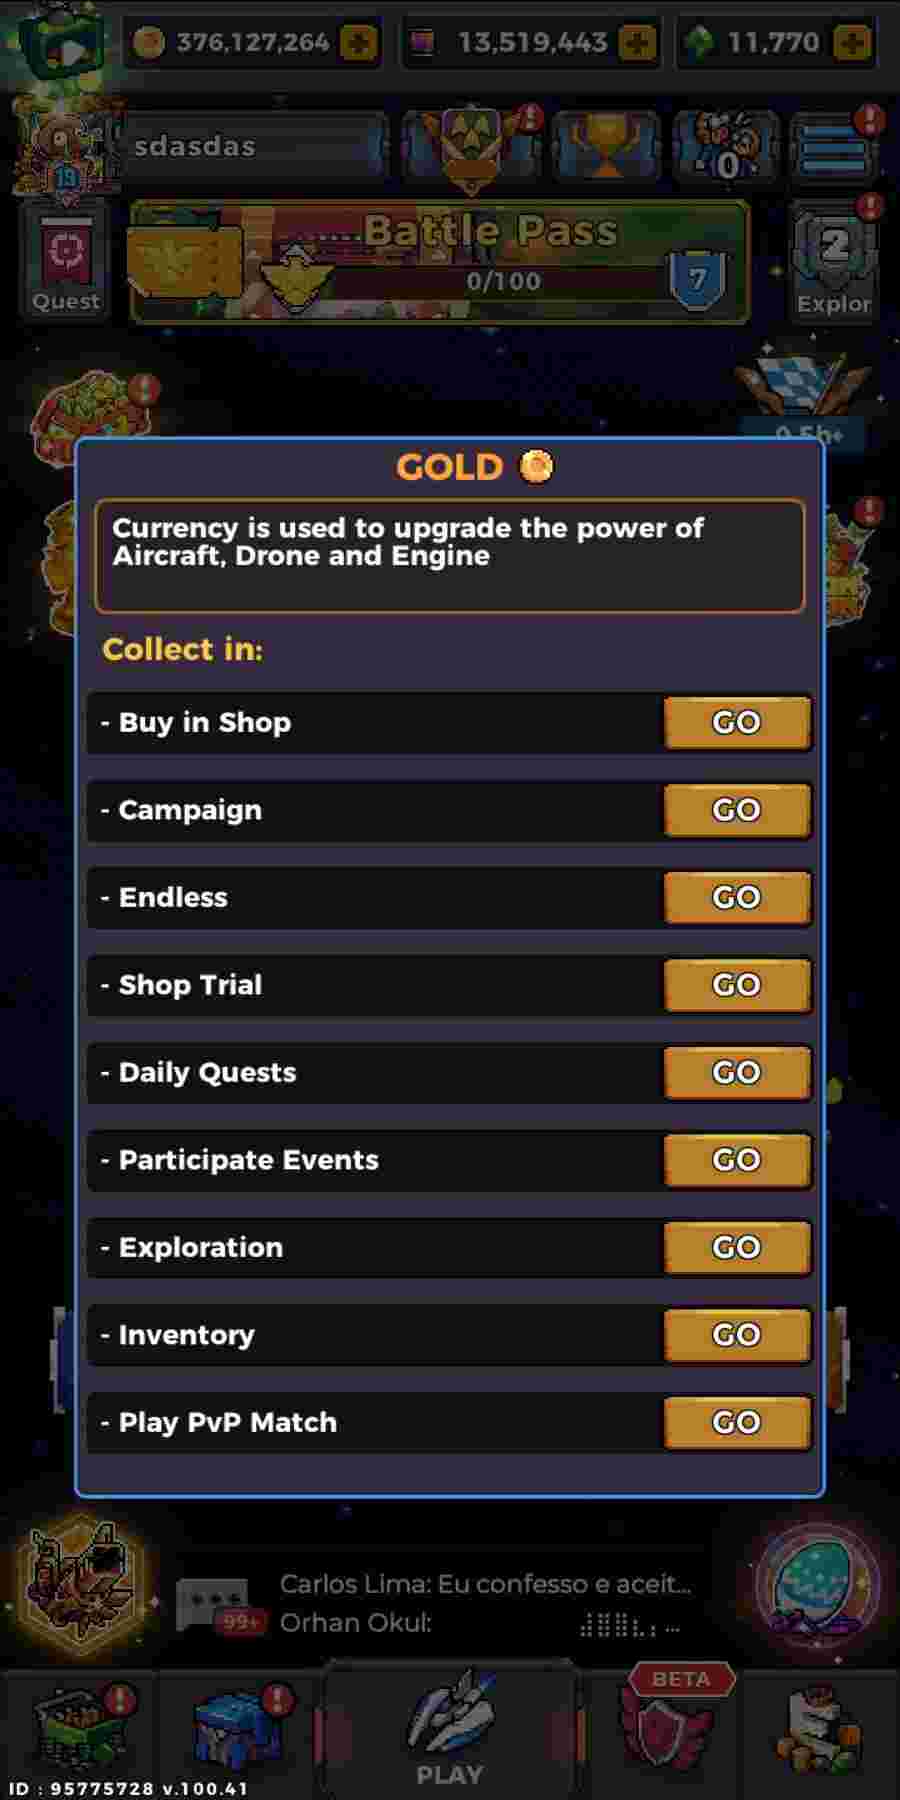 376,127,264
13,519,443
11,770
sdasdas
19
0
Battle Pass
0/100
7
Quest
2
Explor
GOLD
Currency is used to upgrade the power of
Aircraft, Drone and Engine
Collect in:
- Buy in Shop GO
- Campaign GO
- Endless GO
- Shop Trial GO
- Daily Quests GO
- Participate Events GO
- Exploration GO
- Inventory GO
- Play PvP Match GO
Carlos Lima: Eu confesso e aceit...
99+
Orhan Okul:
BETA
PLAY
ID : 95775728 v.100.41